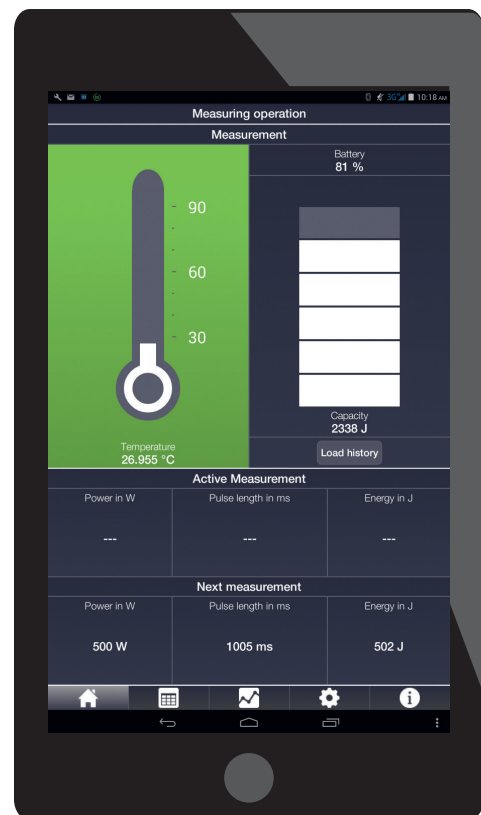 3G 10:18 AM
Measuring operation
Measurement
Battery
81 %
90
60
30
Capacity
2338 J
Temperature
26.955 °C
Load history
Active Measurement
Power in W Pulse length in ms Energy in J
--- --- ---
Next measurement
Power in W Pulse length in ms Energy in J
500 W 1005 ms 502 J
i